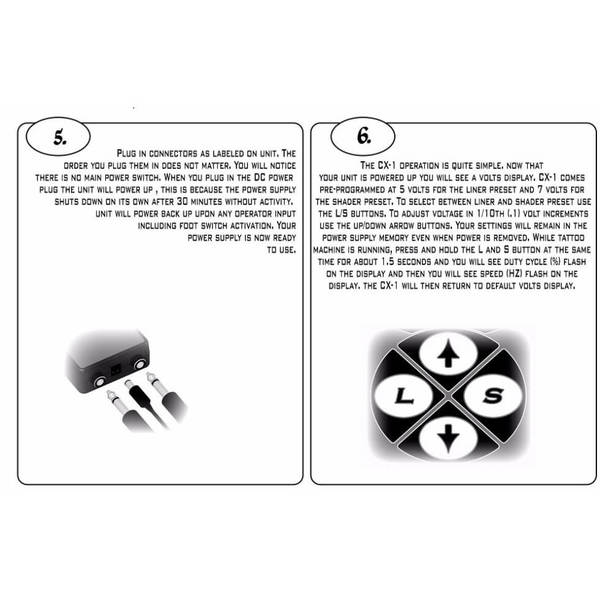 5.
Plug in connectors as labeled on unit. The
order you plug them in does not matter. You will notice
there is no main power switch. When you plug in the DC power
plug the unit will power up , this is because the power supply
shuts down on its own after 30 minutes without activity.
unit will power back up upon any operator input
including foot switch activation. Your
power supply is now ready
to use.
6.
The CX-1 operation is quite simple. now that
your unit is powered up you will see a volts display. CX-1 comes
pre-programmed at 5 volts for the liner preset and 7 volts for
the shader preset. To select between liner and shader preset use
the L/S buttons. To adjust voltage in 1/10th (.1) volt increments
use the up/down arrow buttons. Your settings will remain in the
power supply memory even when power is removed. While tattoo
machine is running, press and hold the L and S button at the same
time for about 1.5 seconds and you will see duty cycle (%) flash
on the display and then you will see speed (HZ) flash on the
display. the CX-1 will then return to default volts display.
L S